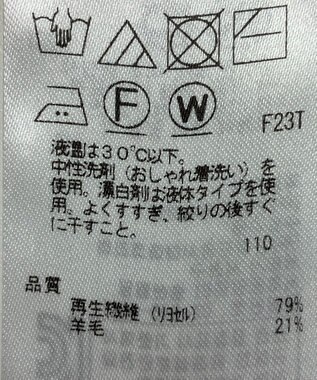 F W
F23T
液温は30℃以下。
中性洗剤（おしゃれ着洗い）を
使用。漂白剤は液体タイプを使
用。よくすすぎ、絞りの後すぐ
に干すこと。
110
品質
再生繊維（リヨセル） 79%
羊毛 21%